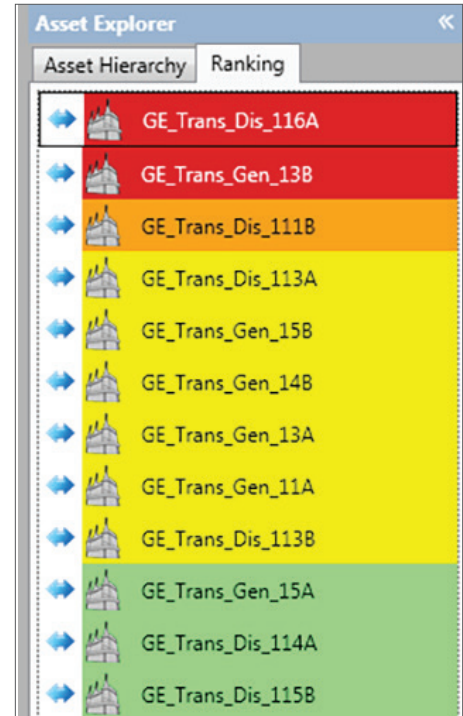 Asset Explorer
Asset Hierarchy Ranking
GE_Trans_Dis_116A
GE_Trans_Gen_13B
GE_Trans_Dis_111B
GE_Trans_Dis_113A
GE_Trans_Gen_15B
GE_Trans_Gen_14B
GE_Trans_Gen_13A
GE_Trans_Gen_11A
GE_Trans_Dis_113B
GE_Trans_Gen_15A
GE_Trans_Dis_114A
GE_Trans_Dis_115B